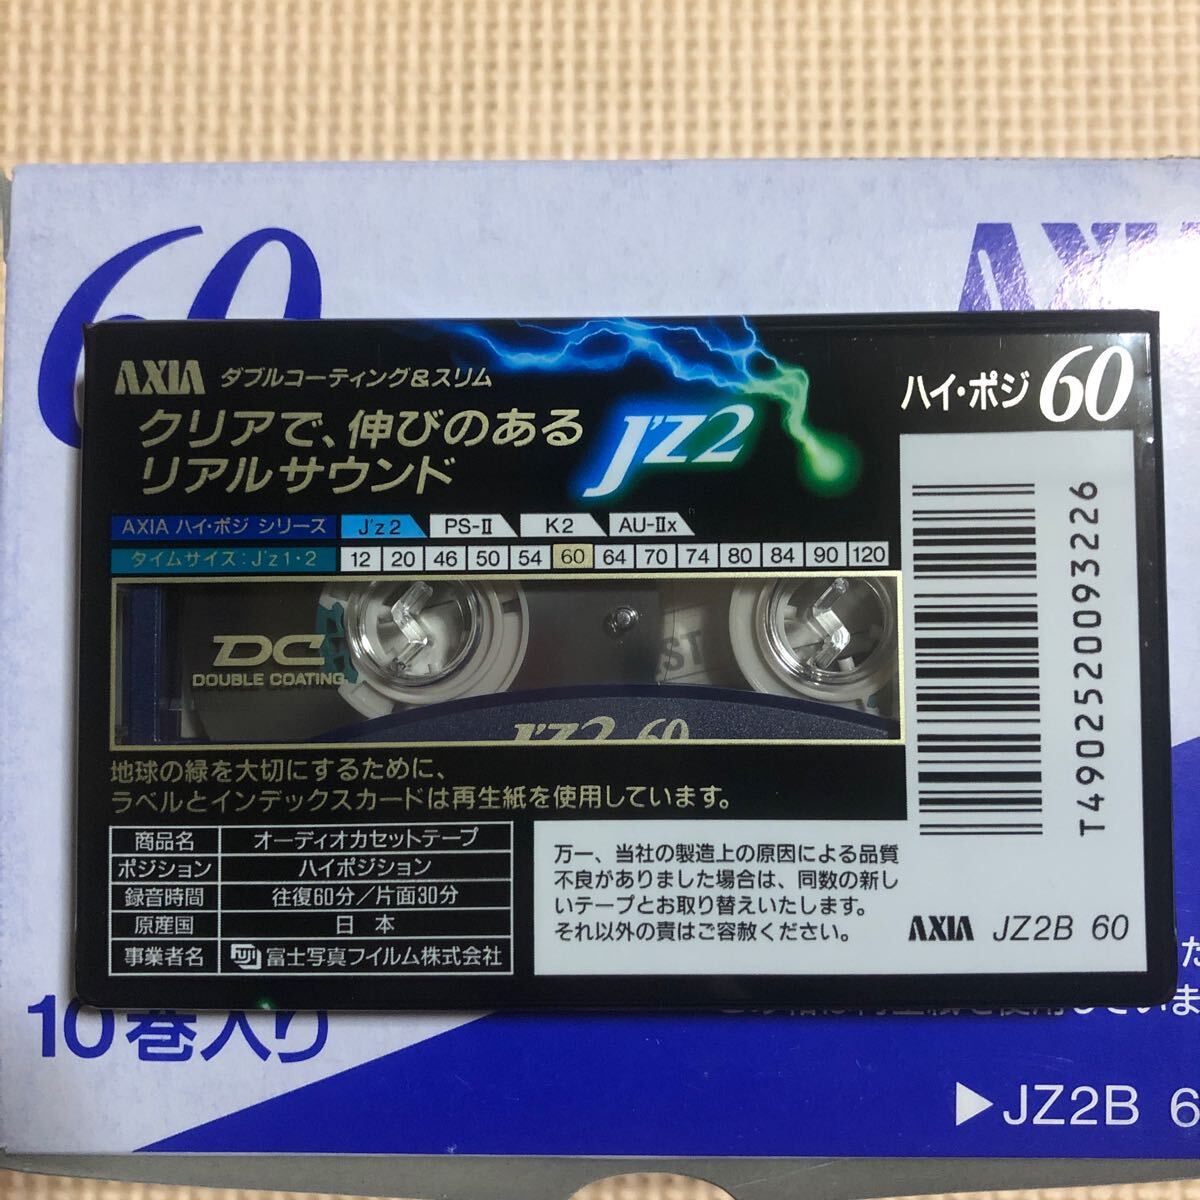 60
AXIA
AXIA ダブルコーティング&スリム
クリアで、伸びのある
リアルサウンド
J'z2
ハイ・ポジ 60
AXIA ハイ・ポジ シリーズ J'z2 PS-II K2 AU-IIx
タイムサイズ:J'z1・2 12 20 46 50 54 60 64 70 74 80 84 90 120
DC
DOUBLE COATING
ST
J'z2 60
地球の緑を大切にするために、
ラベルとインデックスカードは再生紙を使用しています。
商品名 オーディオカセットテープ
ポジション ハイポジション
録音時間 往復60分/片面30分
原産国 日本
事業者名 FUJI 富士写真フイルム株式会社
万一、当社の製造上の原因による品質
不良がありました場合は、同数の新し
いテープとお取り替えいたします。
それ以外の責はご容赦ください。
AXIA JZ2B 60
T4902520093226
10巻入り
▶JZ2B 6